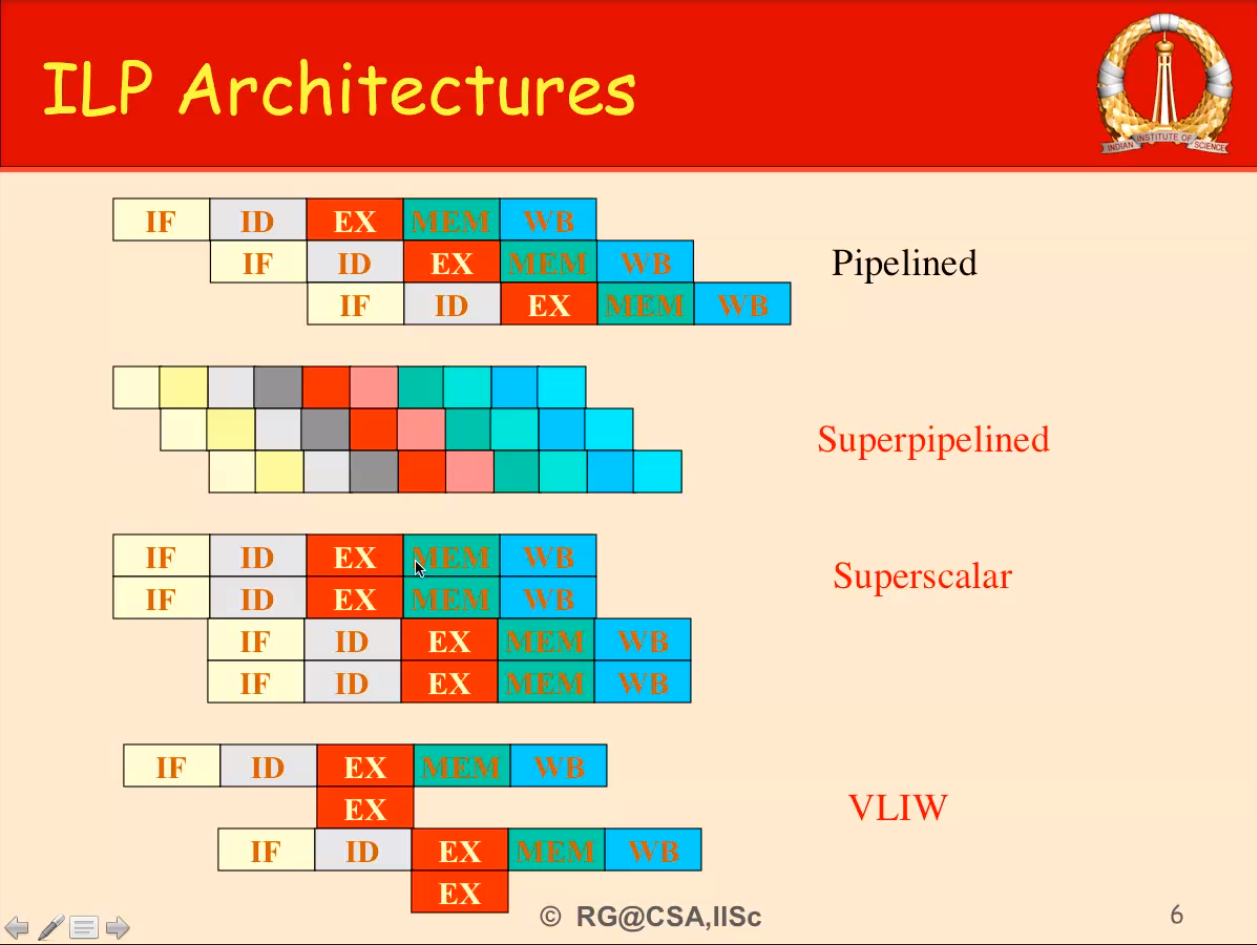 ILP Architectures
INDIAN INSTITUTE OF SCIENCE
IF ID EX MEM WB
IF ID EX MEM WB
IF ID EX MEM WB
Pipelined
Superpipelined
IF ID EX MEM WB
IF ID EX MEM WB
IF ID EX MEM WB
IF ID EX MEM WB
Superscalar
IF ID EX MEM WB
EX
IF ID EX MEM WB
EX
VLIW
© RG@CSA,IISc
6